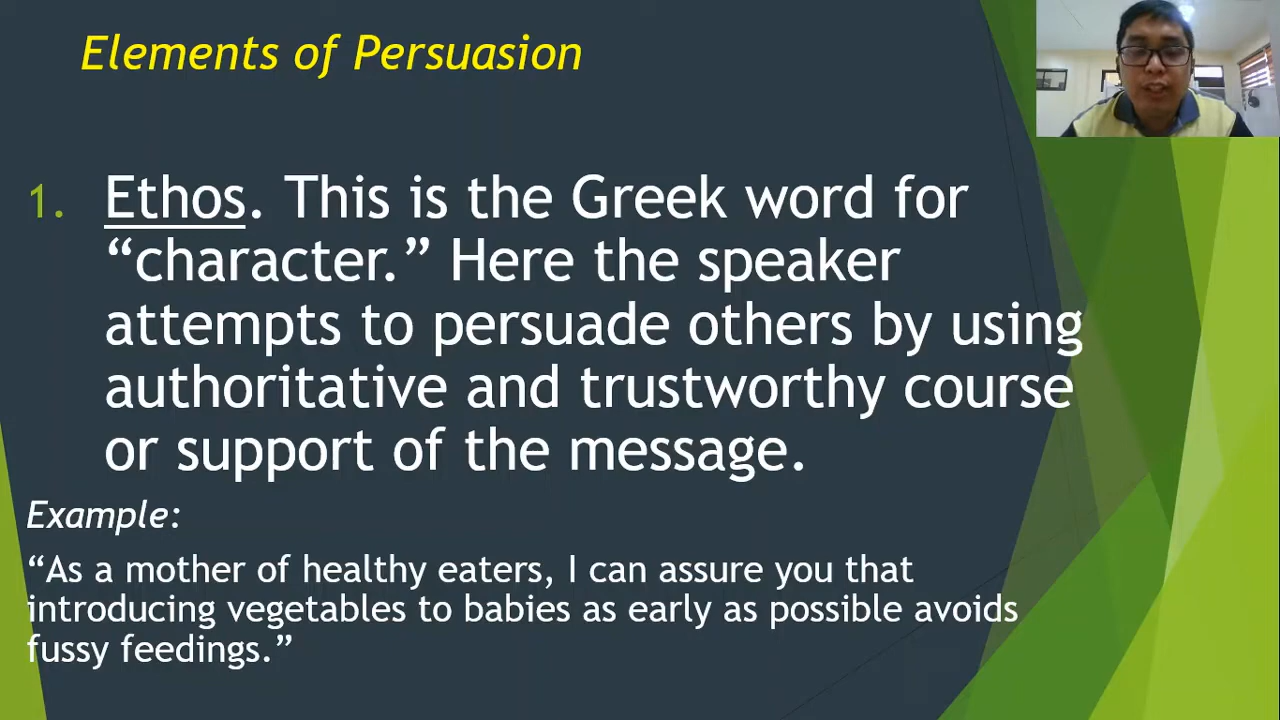 Elements of Persuasion
1. Ethos. This is the Greek word for
“character.” Here the speaker
attempts to persuade others by using
authoritative and trustworthy course
or support of the message.
Example:
“As a mother of healthy eaters, I can assure you that
introducing vegetables to babies as early as possible avoids
fussy feedings.”